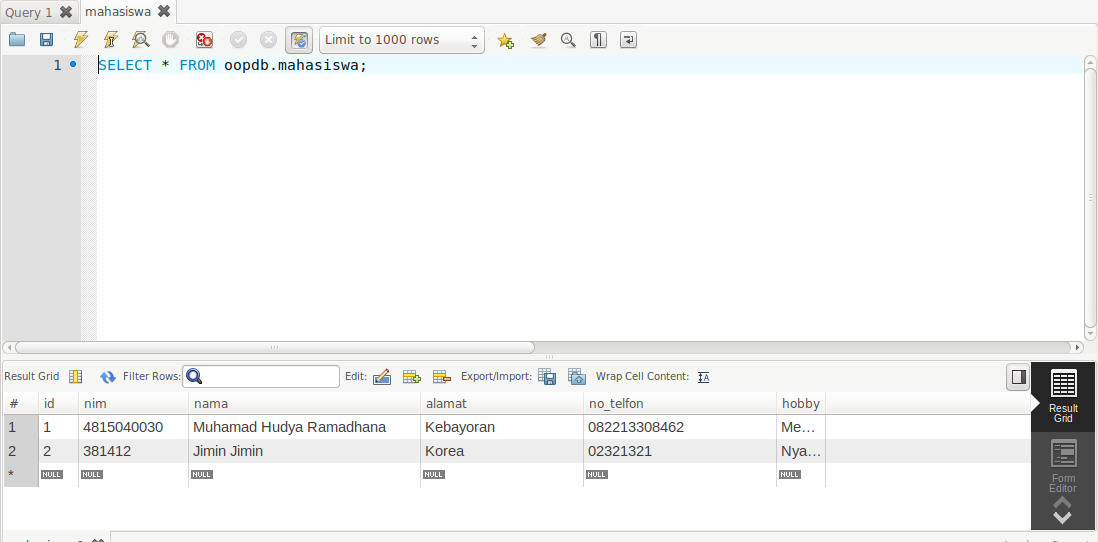 Query 1 mahasiswa
Limit to 1000 rows
1 SELECT * FROM oopdb.mahasiswa;
Result Grid Filter Rows: Edit: Export/Import: Wrap Cell Content:
# id nim nama alamat no_telfon hobby
1 1 4815040030 Muhamad Hudya Ramadhana Kebayoran 082213308462 Me...
2 2 381412 Jimin Jimin Korea 02321321 Nya...
* NULL NULL NULL NULL NULL NULL
Result
Grid
Form
Editor